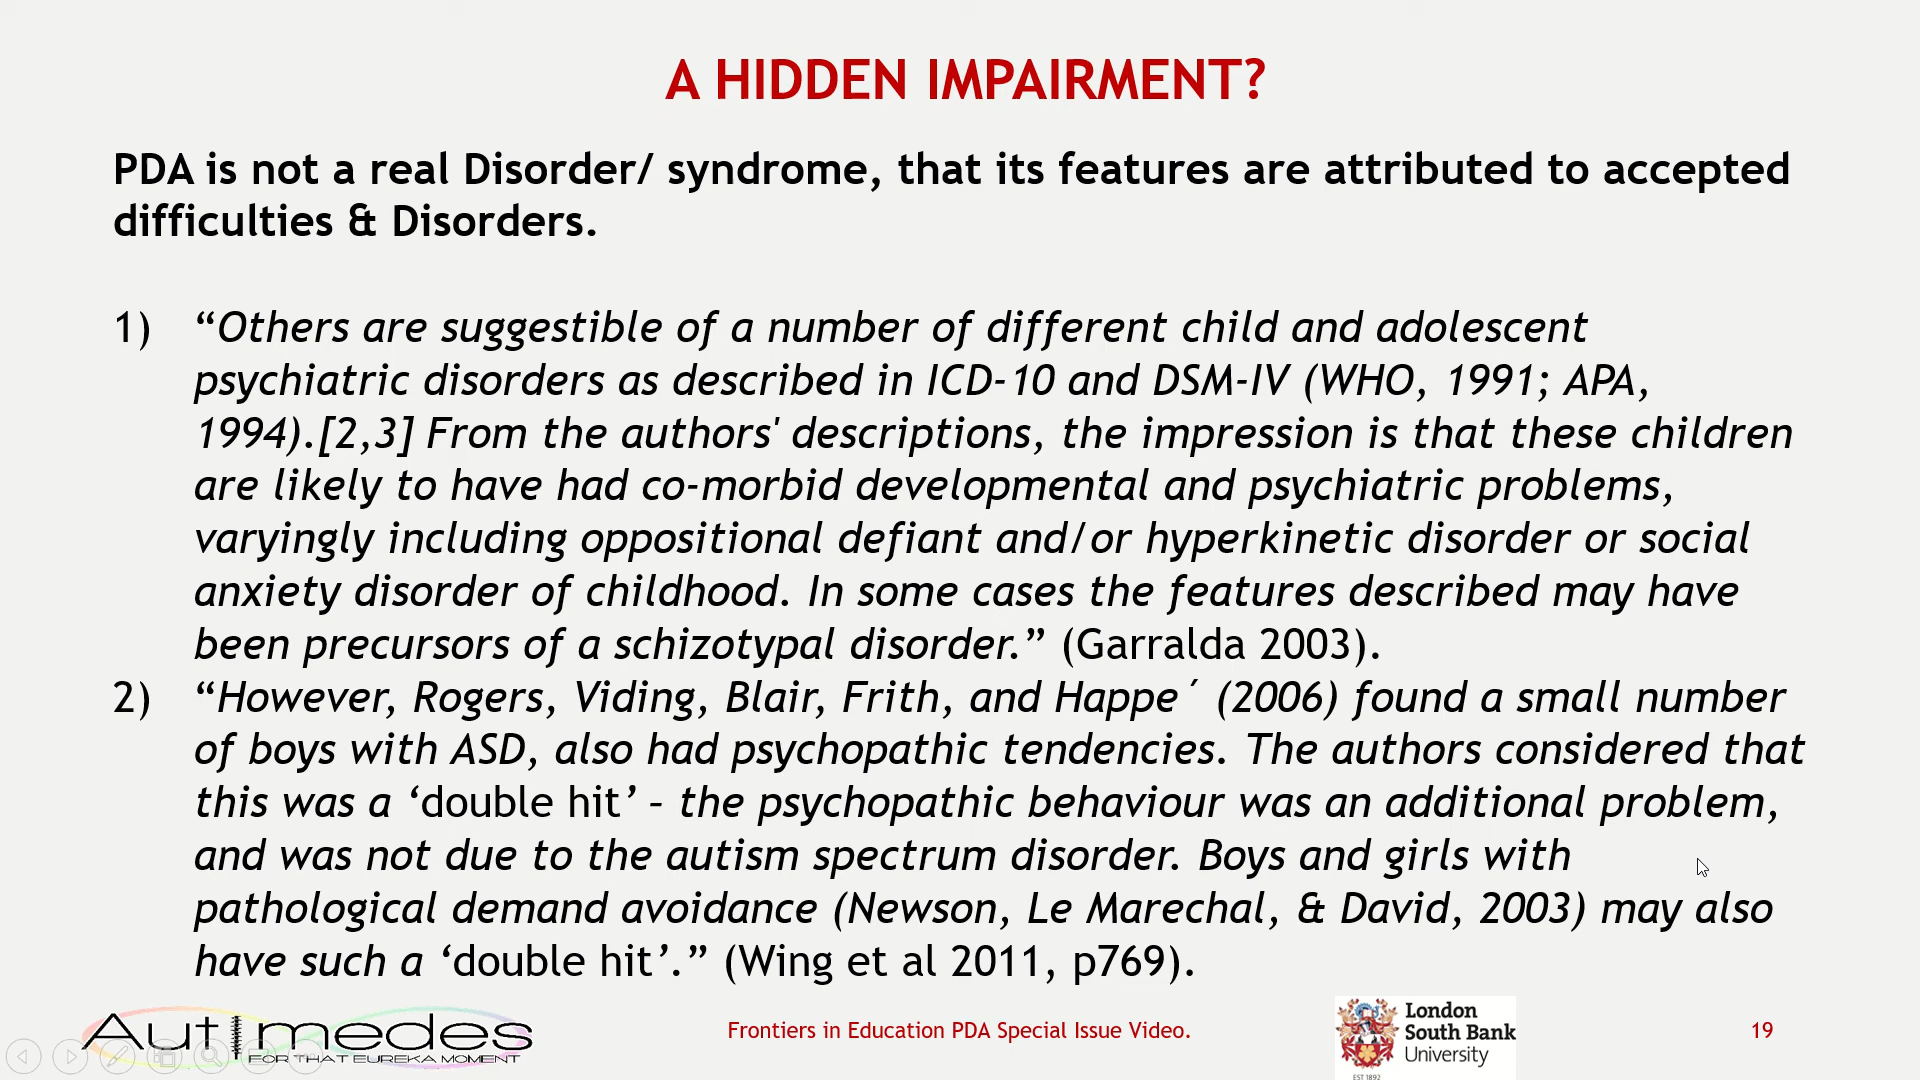 A HIDDEN IMPAIRMENT?
PDA is not a real Disorder/ syndrome, that its features are attributed to accepted
difficulties & Disorders.
1) “Others are suggestible of a number of different child and adolescent
psychiatric disorders as described in ICD-10 and DSM-IV (WHO, 1991; APA,
1994).[2,3] From the authors' descriptions, the impression is that these children
are likely to have had co-morbid developmental and psychiatric problems,
varyingly including oppositional defiant and/or hyperkinetic disorder or social
anxiety disorder of childhood. In some cases the features described may have
been precursors of a schizotypal disorder.” (Garralda 2003).
2) “However, Rogers, Viding, Blair, Frith, and Happe´ (2006) found a small number
of boys with ASD, also had psychopathic tendencies. The authors considered that
this was a ‘double hit’ – the psychopathic behaviour was an additional problem,
and was not due to the autism spectrum disorder. Boys and girls with
pathological demand avoidance (Newson, Le Marechal, & David, 2003) may also
have such a ‘double hit’.” (Wing et al 2011, p769).
Autimedes
FOR THAT EUREKA MOMENT
Frontiers in Education PDA Special Issue Video.
London
South Bank
University
EST 1892
19